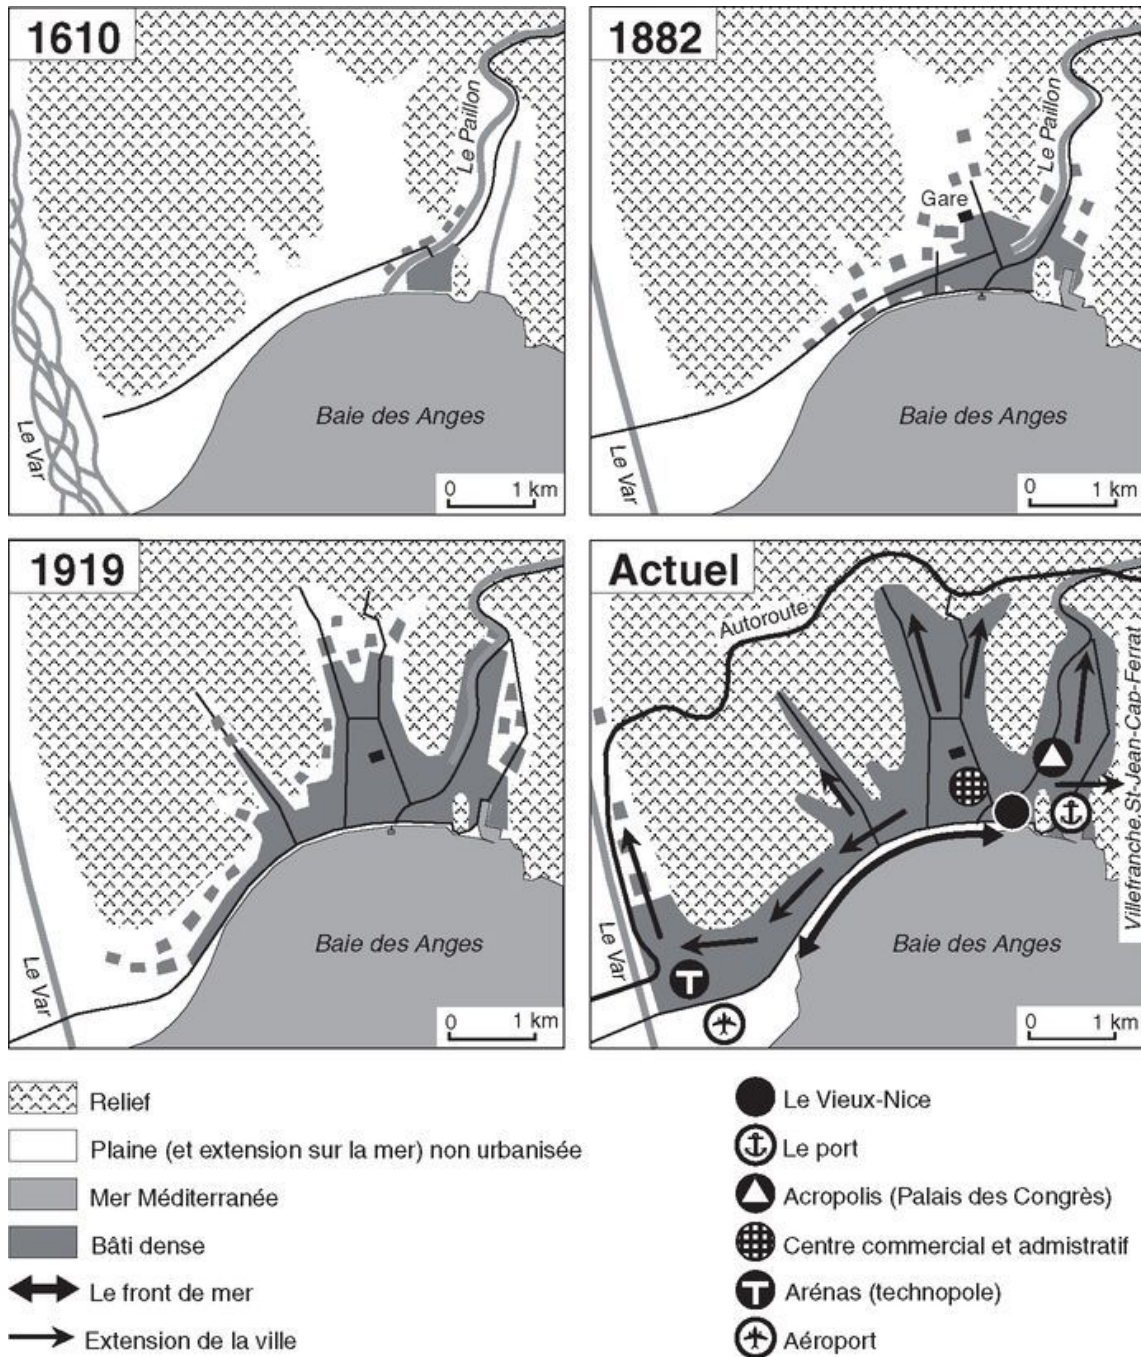 1610
Le Paillon
Le Var
Baie des Anges
0 1 km
1882
Le Paillon
Gare
Le Var
Baie des Anges
0 1 km
1919
Le Var
Baie des Anges
0 1 km
Actuel
Autoroute
Villefranche St-Jean-Cap-Ferrat
Le Var
T
Baie des Anges
0 1 km
Relief
Plaine (et extension sur la mer) non urbanisée
Mer Méditerranée
Bâti dense
Le front de mer
Extension de la ville
Le Vieux-Nice
Le port
Acropolis (Palais des Congrès)
Centre commercial et admistratif
T Arénas (technopole)
Aéroport